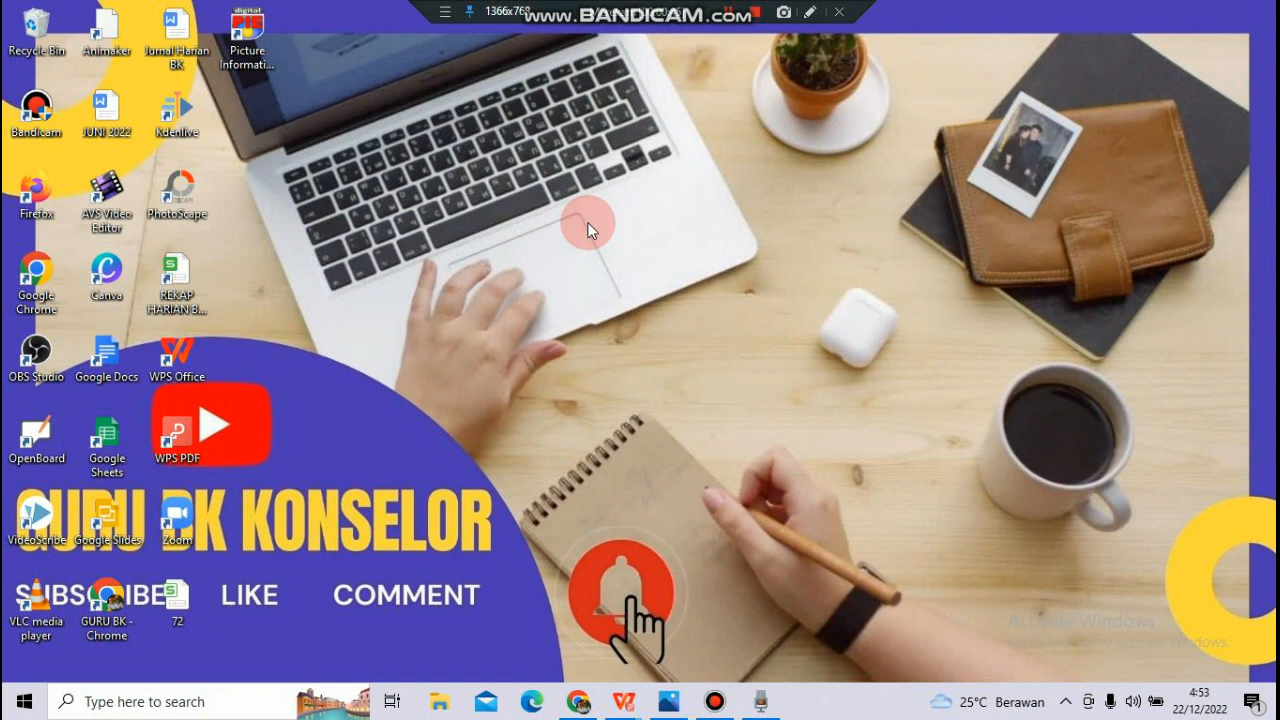 1366x768
www.BANDICAM.com
Recycle Bin
Animaker
Jurnal Harian BK
digital
PIE
Picture Informati...
Bandicam
JUNI 2022
Kdenlive
Firefox
AVS Video Editor
PhotoScape
Google Chrome
Canva
REKAP HARIAN B...
OBS Studio
Google Docs
WPS Office
OpenBoard
Google Sheets
WPS PDF
GURU BK KONSELOR
VideoScribe
Google Slides
Zoom
SUBSCRIBE
LIKE
COMMENT
VLC media player
GURU BK - Chrome
72
Activate Windows
Type here to search
25°C Berawan
4:53
22/12/2022
1